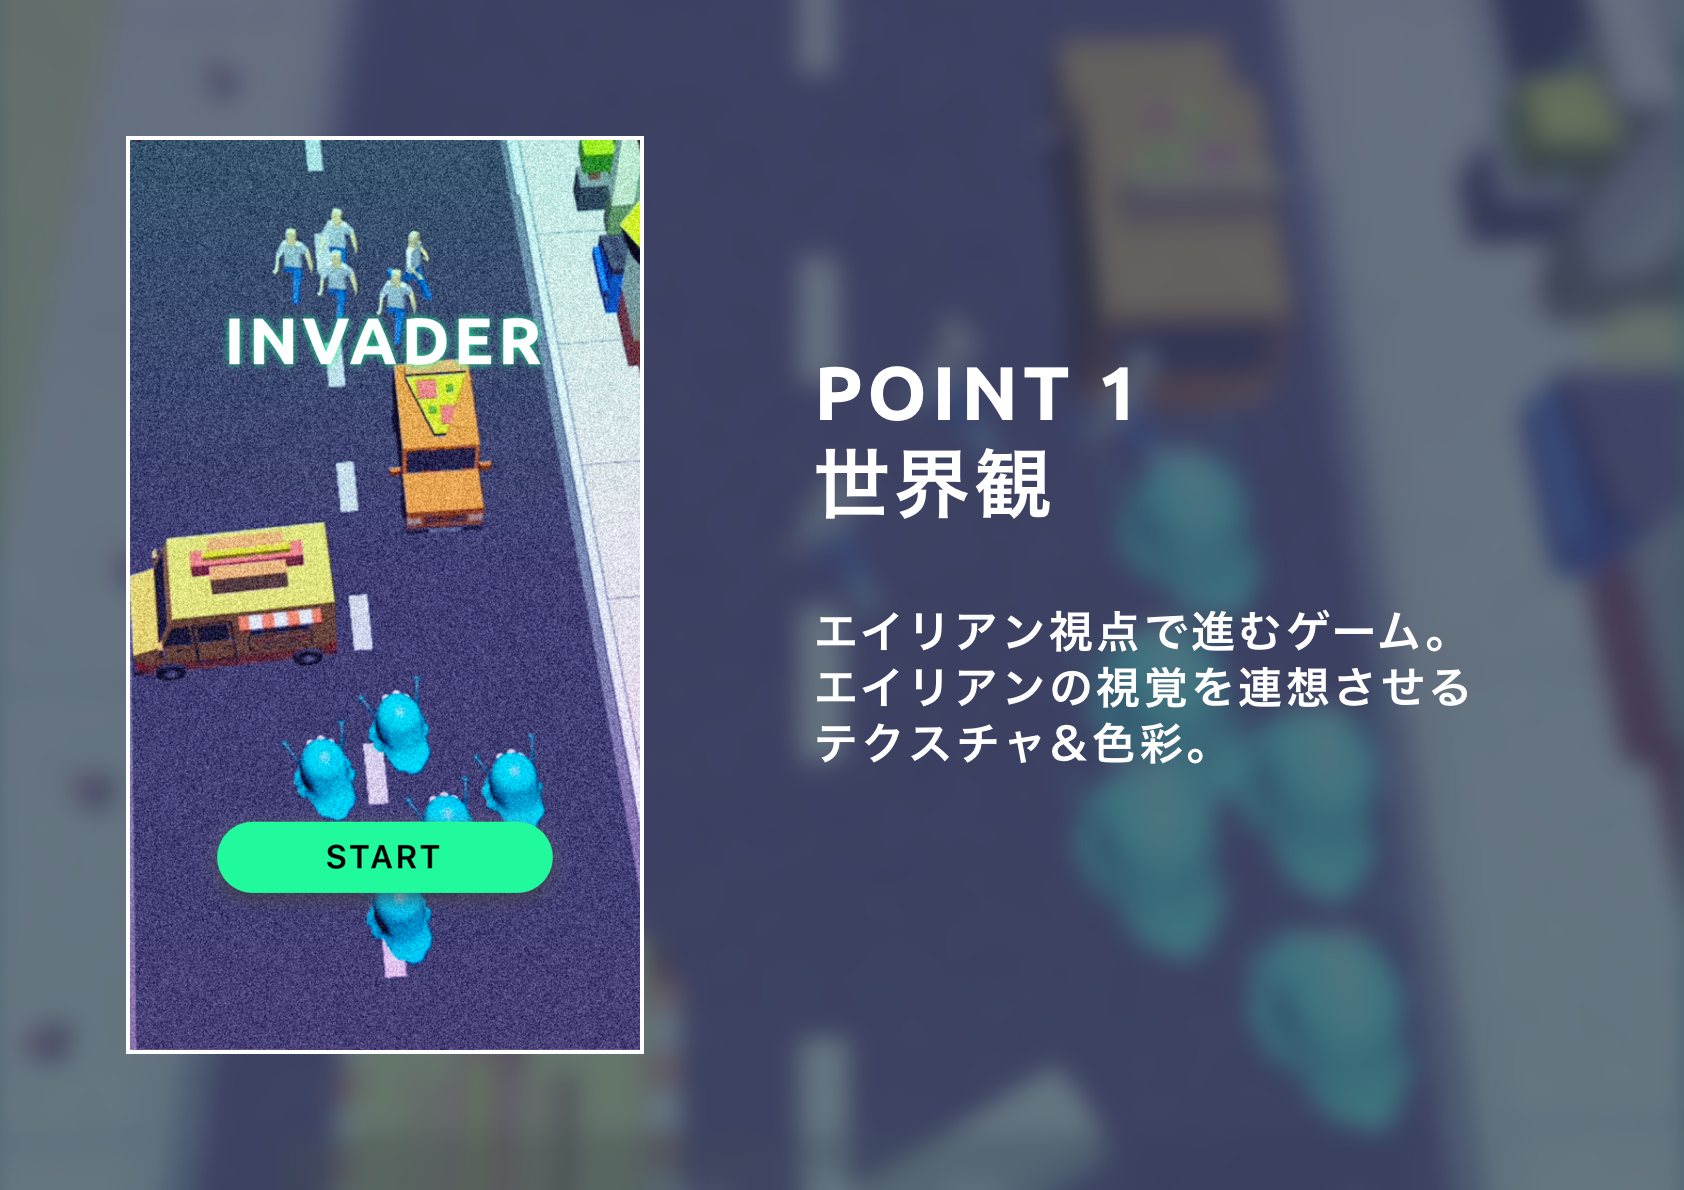 INVADER
START
POINT 1
世界観
エイリアン視点で進むゲーム。
エイリアンの視覚を連想させる
テクスチャ&色彩。